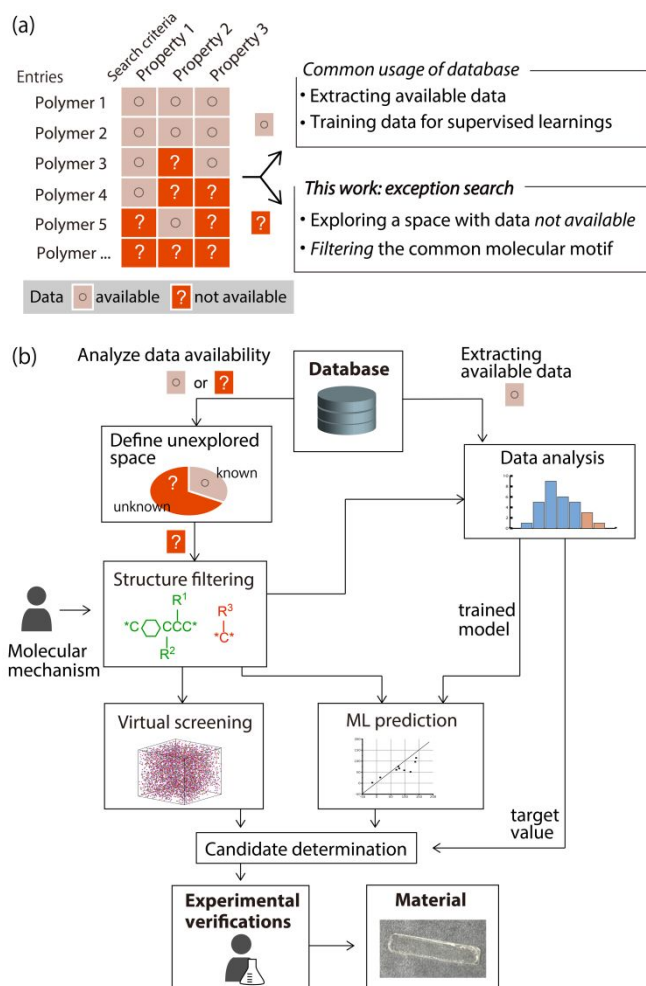 (a)
Search criteria
Property 1
Property 2
Property 3
Entries
Polymer 1
Polymer 2
Polymer 3
?
Polymer 4
? ?
Polymer 5
? ?
?
Polymer ...
? ? ?
Data available ? not available
Common usage of database
• Extracting available data
• Training data for supervised learnings
This work: exception search
• Exploring a space with data not available
• Filtering the common molecular motif
(b)
Analyze data availability
or ?
Database
Extracting
available data
Define unexplored
space
?
known
unknown
?
Data analysis
Structure filtering
R1
*C CCC*
R2
R3
*C*
Molecular
mechanism
trained
model
Virtual screening
ML prediction
target
value
Candidate determination
Experimental
verifications
Material